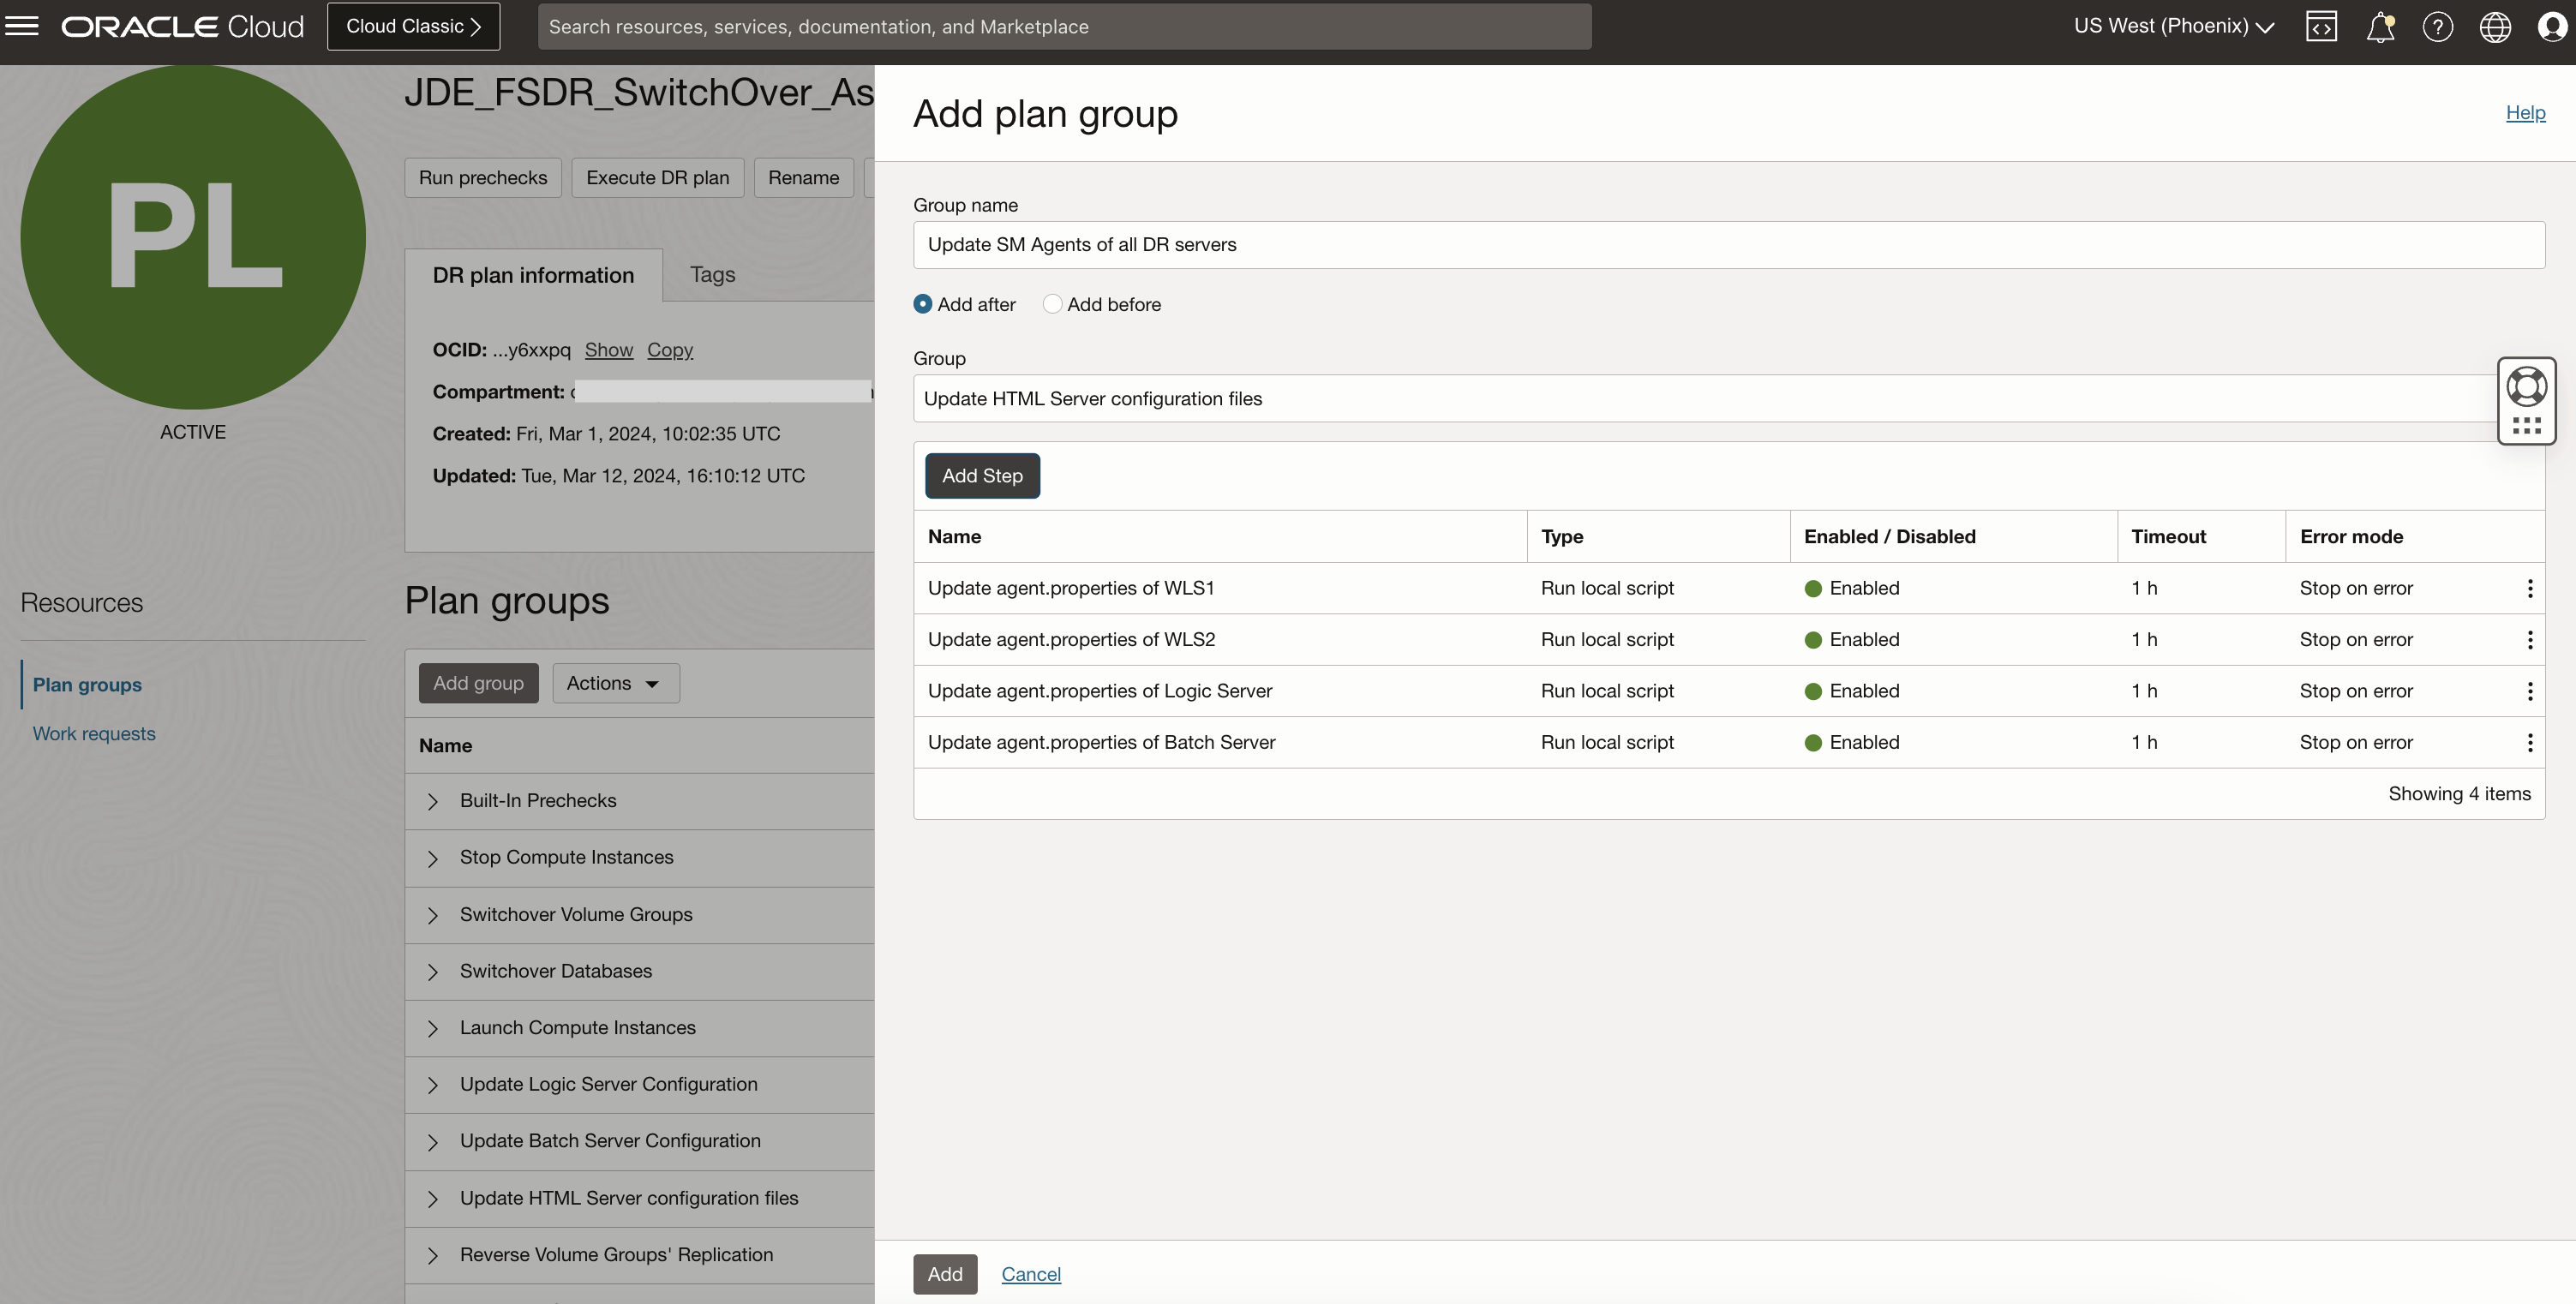 ORACLE Cloud
Cloud Classic
Search resources, services, documentation, and Marketplace
US West (Phoenix)
PL
ACTIVE
Resources
Plan groups
Work requests
JDE_FSDR_SwitchOver_As
Run prechecks
Execute DR plan
Rename
DR plan information
Tags
OCID: ...y6xxpq Show Copy
Compartment:
Created: Fri, Mar 1, 2024, 10:02:35 UTC
Updated: Tue, Mar 12, 2024, 16:10:12 UTC
Plan groups
Add group
Actions
Name
Built-In Prechecks
Stop Compute Instances
Switchover Volume Groups
Switchover Databases
Launch Compute Instances
Update Logic Server Configuration
Update Batch Server Configuration
Update HTML Server configuration files
Reverse Volume Groups' Replication
Add plan group
Help
Group name
Update SM Agents of all DR servers
Add after
Add before
Group
Update HTML Server configuration files
Add Step
Name Type Enabled / Disabled Timeout Error mode
Update agent.properties of WLS1 Run local script Enabled 1 h Stop on error
Update agent.properties of WLS2 Run local script Enabled 1 h Stop on error
Update agent.properties of Logic Server Run local script Enabled 1 h Stop on error
Update agent.properties of Batch Server Run local script Enabled 1 h Stop on error
Showing 4 items
Add
Cancel